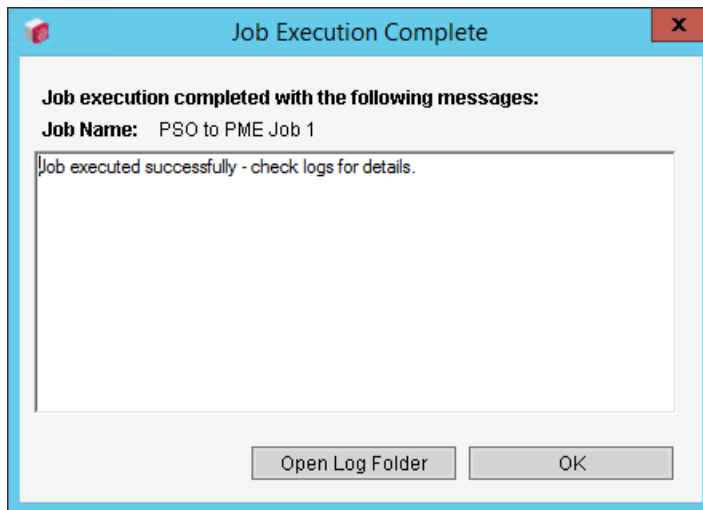 Job Execution Complete
x
Job execution completed with the following messages:
Job Name: PSO to PME Job 1
Job executed successfully - check logs for details.
Open Log Folder OK